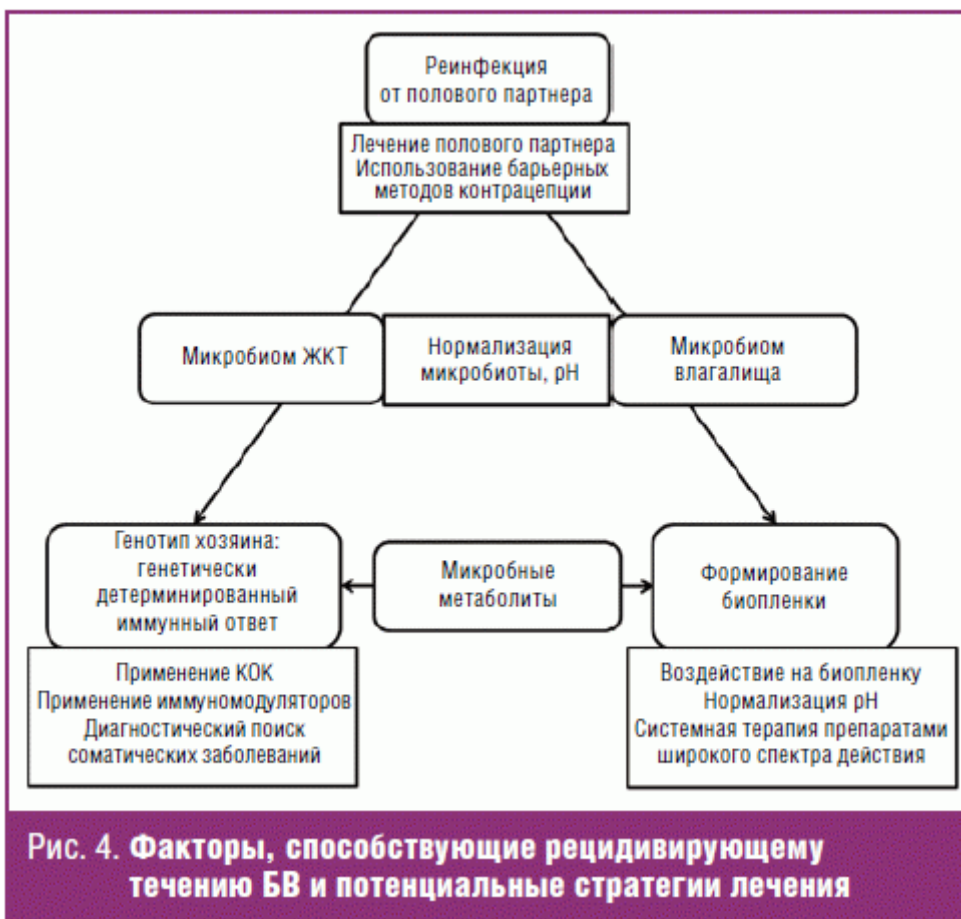 Реинфекция
от полового партнера
Лечение полового партнера
Использование барьерных
методов контрацепции
Микробиом ЖКТ
Нормализация
микробиоты, pH
Микробиом
влагалища
Генотип хозяина:
генетически
детерминированный
иммунный ответ
Микробные
метаболиты
Формирование
биопленки
Применение КОК
Применение иммуномодуляторов
Диагностический поиск
соматических заболеваний
Воздействие на биопленку
Нормализация pH
Системная терапия препаратами
широкого спектра действия
Рис. 4. Факторы, способствующие рецидивирующему
течению БВ и потенциальные стратегии лечения